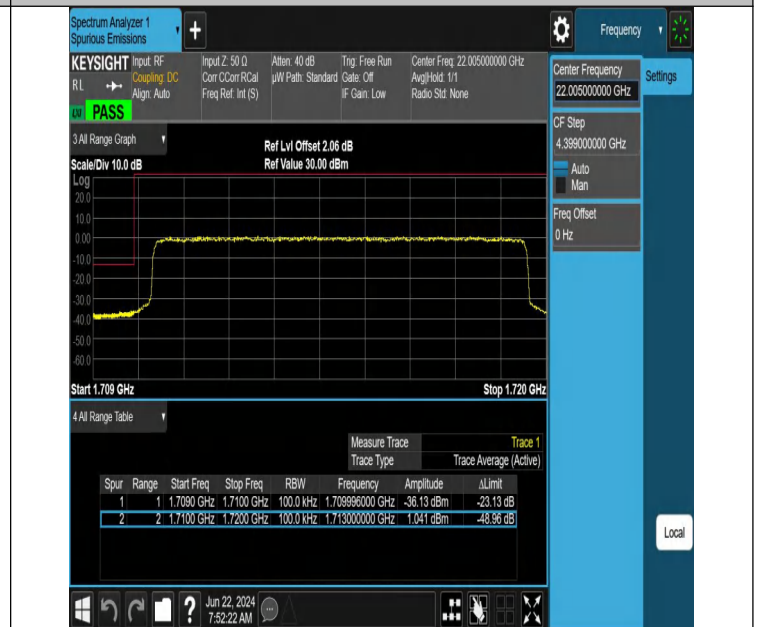 Spectrum Analyzer 1
Spurious Emissions
+
Frequency
KEYSIGHT Input: RF Input Z: 50 Ω Atten: 40 dB Trig: Free Run Center Freq: 22.005000000 GHz
RL Coupling: DC Corr CCorr RCal µW Path: Standard Gate: Off Avg|Hold: 1/1
Align: Auto Freq Ref: Int (S) IF Gain: Low Radio Std: None
PASS
Center Frequency
22.005000000 GHz
Settings
CF Step
4.399000000 GHz
Auto
Man
Freq Offset
0 Hz
3 All Range Graph
Ref Lvl Offset 2.06 dB
Scale/Div 10.0 dB Ref Value 30.00 dBm
Log
20.0
10.0
0.00
-10.0
-20.0
-30.0
-40.0
-50.0
-60.0
Start 1.709 GHz Stop 1.720 GHz
4 All Range Table
Measure Trace Trace 1
Trace Type Trace Average (Active)
Spur Range Start Freq Stop Freq RBW Frequency Amplitude ΔLimit
1 1 1.7090 GHz 1.7100 GHz 100.0 kHz 1.709996000 GHz -36.13 dBm -23.13 dB
2 2 1.7100 GHz 1.7200 GHz 100.0 kHz 1.713000000 GHz 1.041 dBm -48.96 dB
Local
? Jun 22, 2024
7:52:22 AM